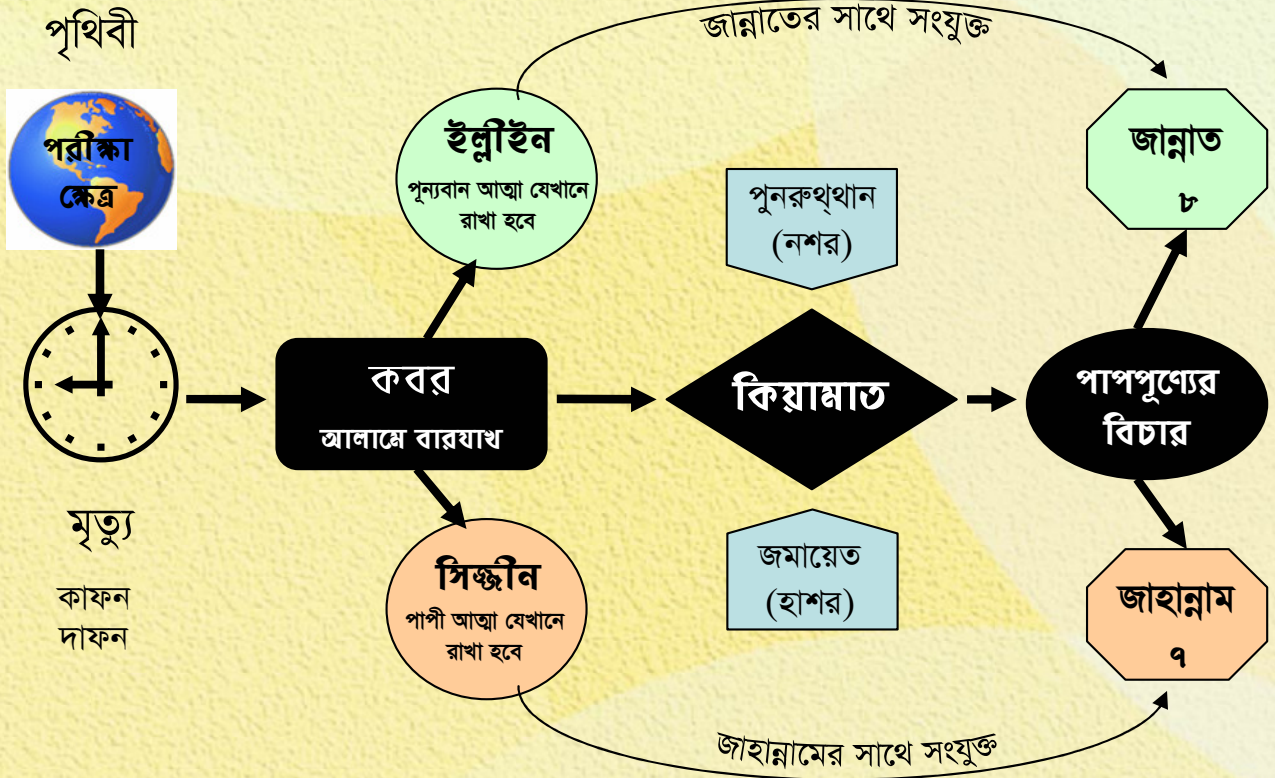 পৃথিবী
পরীক্ষা
ক্ষেত্র
মৃত্যু
কাফন
দাফন
কবর
আলামে বারযাখ
ইল্লীইন
পূন্যবান আত্মা যেখানে
রাখা হবে
সিজ্জীন
পাপী আত্মা যেখানে
রাখা হবে
জান্নাতের সাথে সংযুক্ত
জাহান্নামের সাথে সংযুক্ত
পুনরুথ্থান
(নশর)
কিয়ামাত
জমায়েত
(হাশর)
পাপপূণ্যের
বিচার
জান্নাত
৮
জাহান্নাম
৭